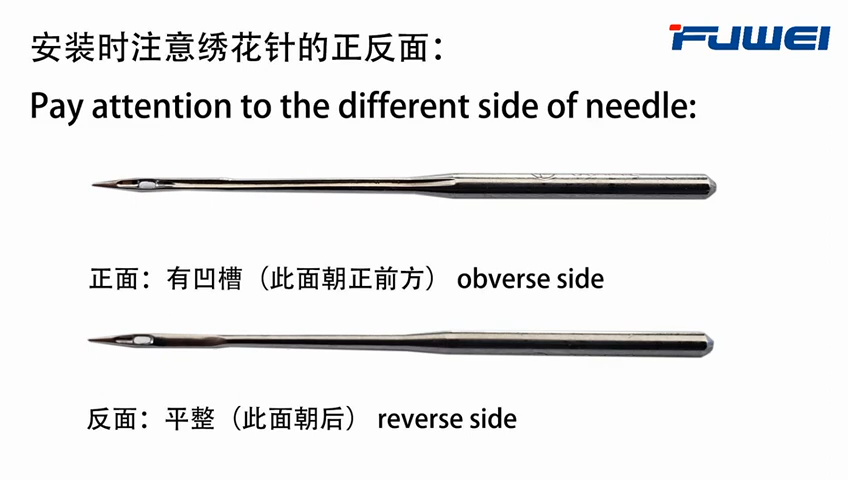 安装时注意绣花针的正反面：
FUWEI
Pay attention to the different side of needle:
正面：有凹槽（此面朝正前方） obverse side
反面：平整（此面朝后） reverse side